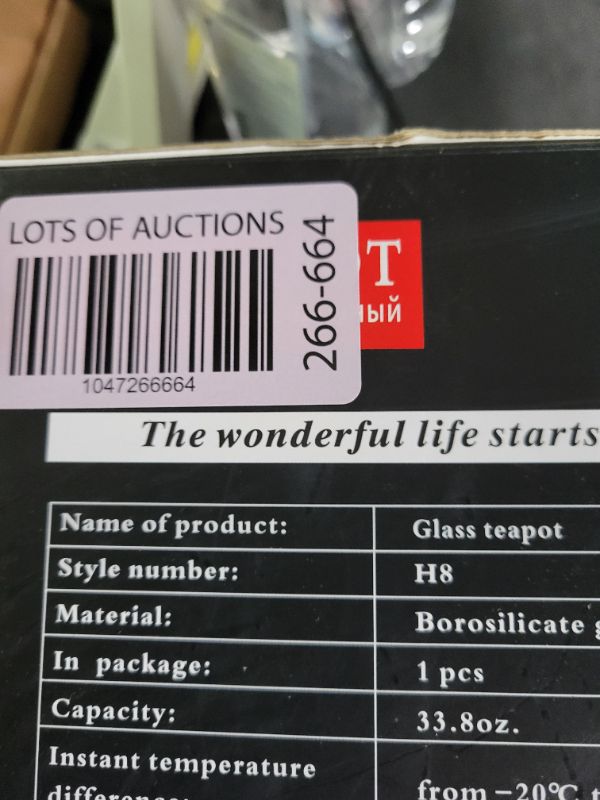 LOTS OF AUCTIONS
266-664
1047266664
The wonderful life starts
Name of product: Glass teapot
Style number: H8
Material: Borosilicate
In package: 1 pcs
Capacity: 33.8oz.
Instant temperature
difference: from -20℃